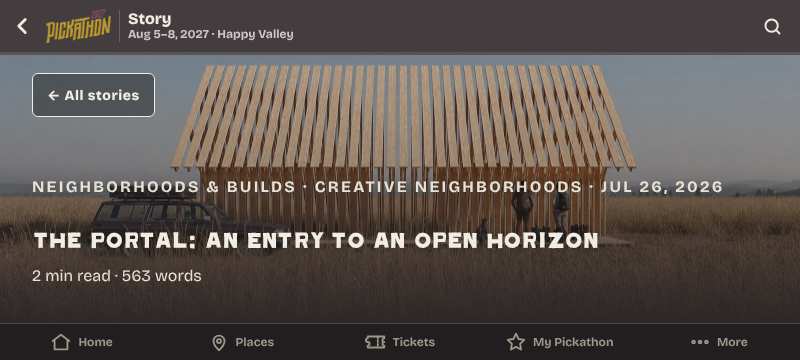 PICKATHON
Story
Aug 5–8, 2027 · Happy Valley
← All stories
NEIGHBORHOODS & BUILDS · CREATIVE NEIGHBORHOODS · JUL 26, 2026
THE PORTAL: AN ENTRY TO AN OPEN HORIZON
2 min read · 563 words
Home
Places
Tickets
My Pickathon
More